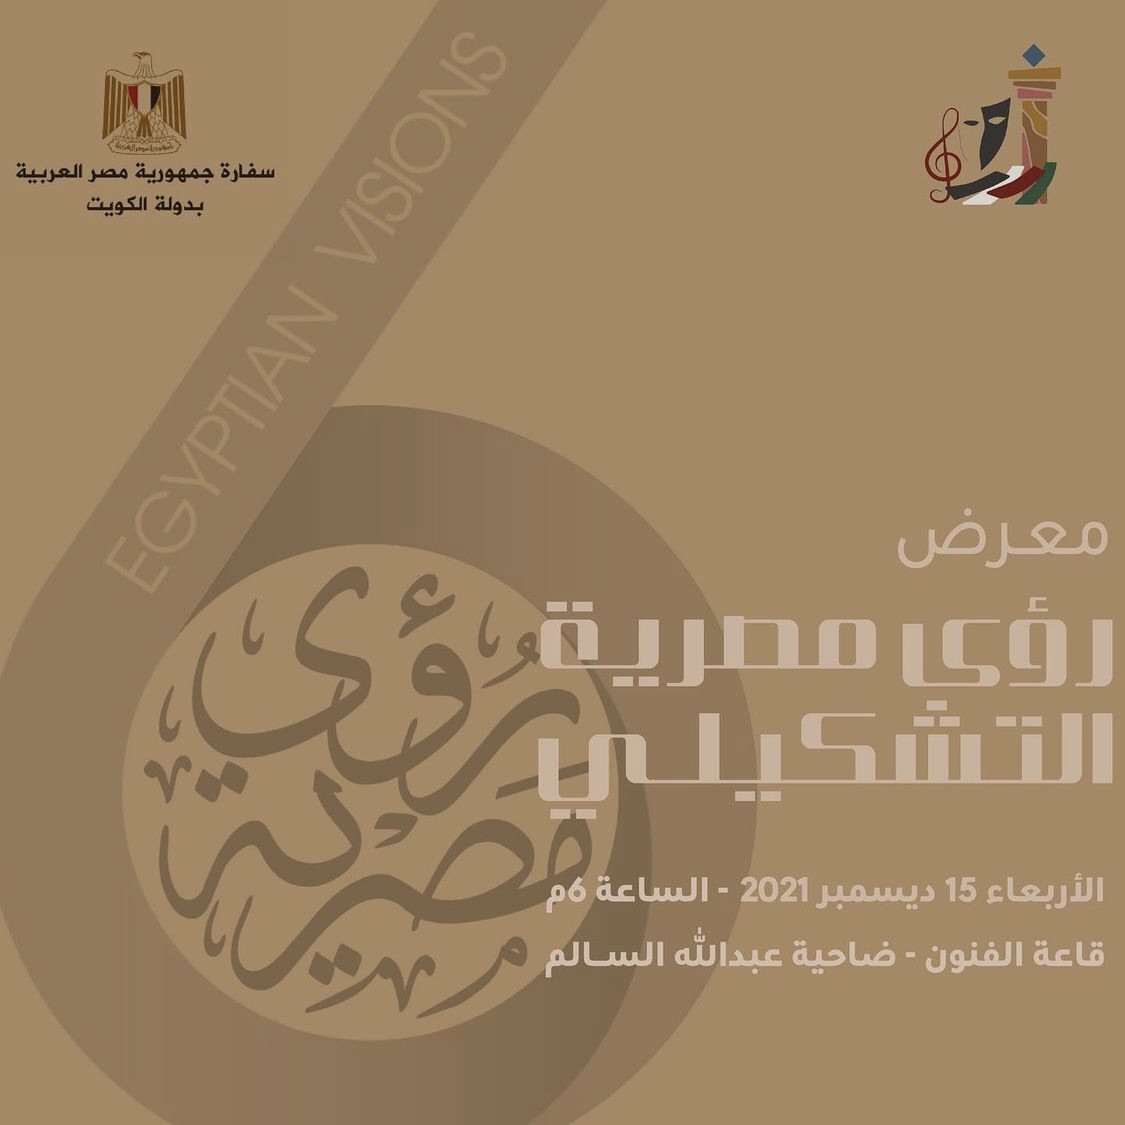 سفارة جمهورية مصر العربية
بدولة الكويت
EGYPTIAN VISIONS
معرض
رؤى مصرية
التشكيلي
رؤى
مصرية
الأربعاء 15 ديسمبر 2021 - الساعة 6م
قاعة الفنون - ضاحية عبدالله السالم